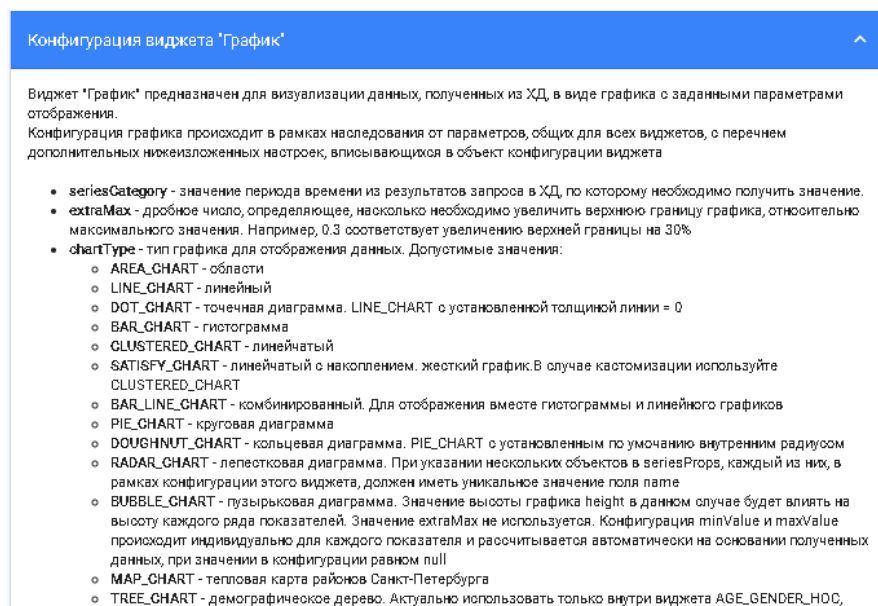 Конфигурация виджета "График"
Виджет "График" предназначен для визуализации данных, полученных из ХД, в виде графика с заданными параметрами
отображения.
Конфигурация графика происходит в рамках наследования от параметров, общих для всех виджетов, с перечнем
дополнительных нижеизложенных настроек, вписывающихся в объект конфигурации виджета
• seriesCategory - значение периода времени из результатов запроса в ХД, по которому необходимо получить значение.
• extraMax - дробное число, определяющее, насколько необходимо увеличить верхнюю границу графика, относительно
максимального значения. Например, 0.3 соответствует увеличению верхней границы на 30%
• chartType - тип графика для отображения данных. Допустимые значения:
○ AREA_CHART - области
○ LINE_CHART - линейный
○ DOT_CHART - точечная диаграмма. LINE_CHART с установленной толщиной линии = 0
○ BAR_CHART - гистограмма
○ CLUSTERED_CHART - линейчатый
○ SATISFY_CHART - линейчатый с накоплением. жесткий график.В случае кастомизации используйте
CLUSTERED_CHART
○ BAR_LINE_CHART - комбинированный. Для отображения вместе гистограммы и линейного графиков
○ PIE_CHART - круговая диаграмма
○ DOUGHNUT_CHART - кольцевая диаграмма. PIE_CHART с установленным по умочанию внутренним радиусом
○ RADAR_CHART - лепестковая диаграмма. При указании нескольких объектов в seriesProps, каждый из них, в
рамках конфигурации этого виджета, должен иметь уникальное значение поля name
○ BUBBLE_CHART - пузырьковая диаграмма. Значение высоты графика height в данном случае будет влиять на
высоту каждого ряда показателей. Значение extraMax не используется. Конфигурация minValue и maxValue
происходит индивидуально для каждого показателя и рассчитывается автоматически на основании полученных
данных, при значении в конфигурации равном null
○ MAP_CHART - тепловая карта районов Санкт-Петербурга
○ TREE_CHART - демографическое дерево. Актуально использовать только внутри виджета AGE_GENDER_HOC,